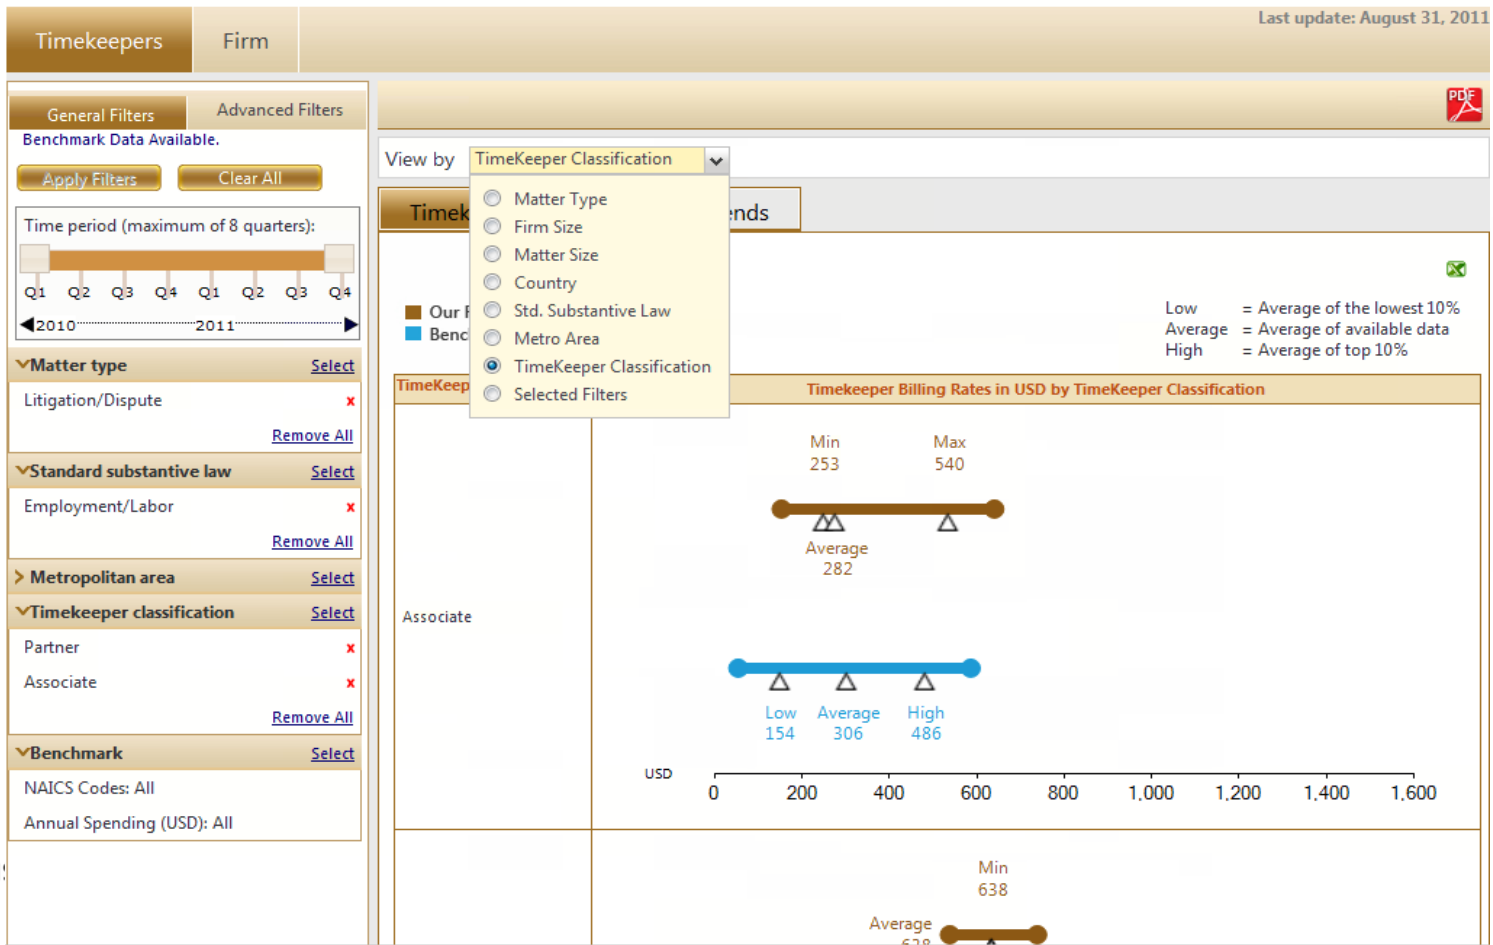 Last update: August 31, 2011
Timekeepers
Firm
General Filters
Advanced Filters
Benchmark Data Available.
Apply Filters
Clear All
Time period (maximum of 8 quarters):
Q1 Q2 Q3 Q4 Q1 Q2 Q3 Q4
2010 2011
Matter type Select
Litigation/Dispute x
Remove All
Standard substantive law Select
Employment/Labor x
Remove All
Metropolitan area Select
Timekeeper classification Select
Partner x
Associate x
Remove All
Benchmark Select
NAICS Codes: All
Annual Spending (USD): All
PDF
View by TimeKeeper Classification
Matter Type
Firm Size
Matter Size
Country
Std. Substantive Law
Metro Area
TimeKeeper Classification
Selected Filters
Timek
ends
Our
Benc
Low = Average of the lowest 10%
Average = Average of available data
High = Average of top 10%
TimeKeep
Timekeeper Billing Rates in USD by TimeKeeper Classification
Associate
Min Max
253 540
Average
282
Low Average High
154 306 486
USD
0 200 400 600 800 1,000 1,200 1,400 1,600
Min
638
Average
638